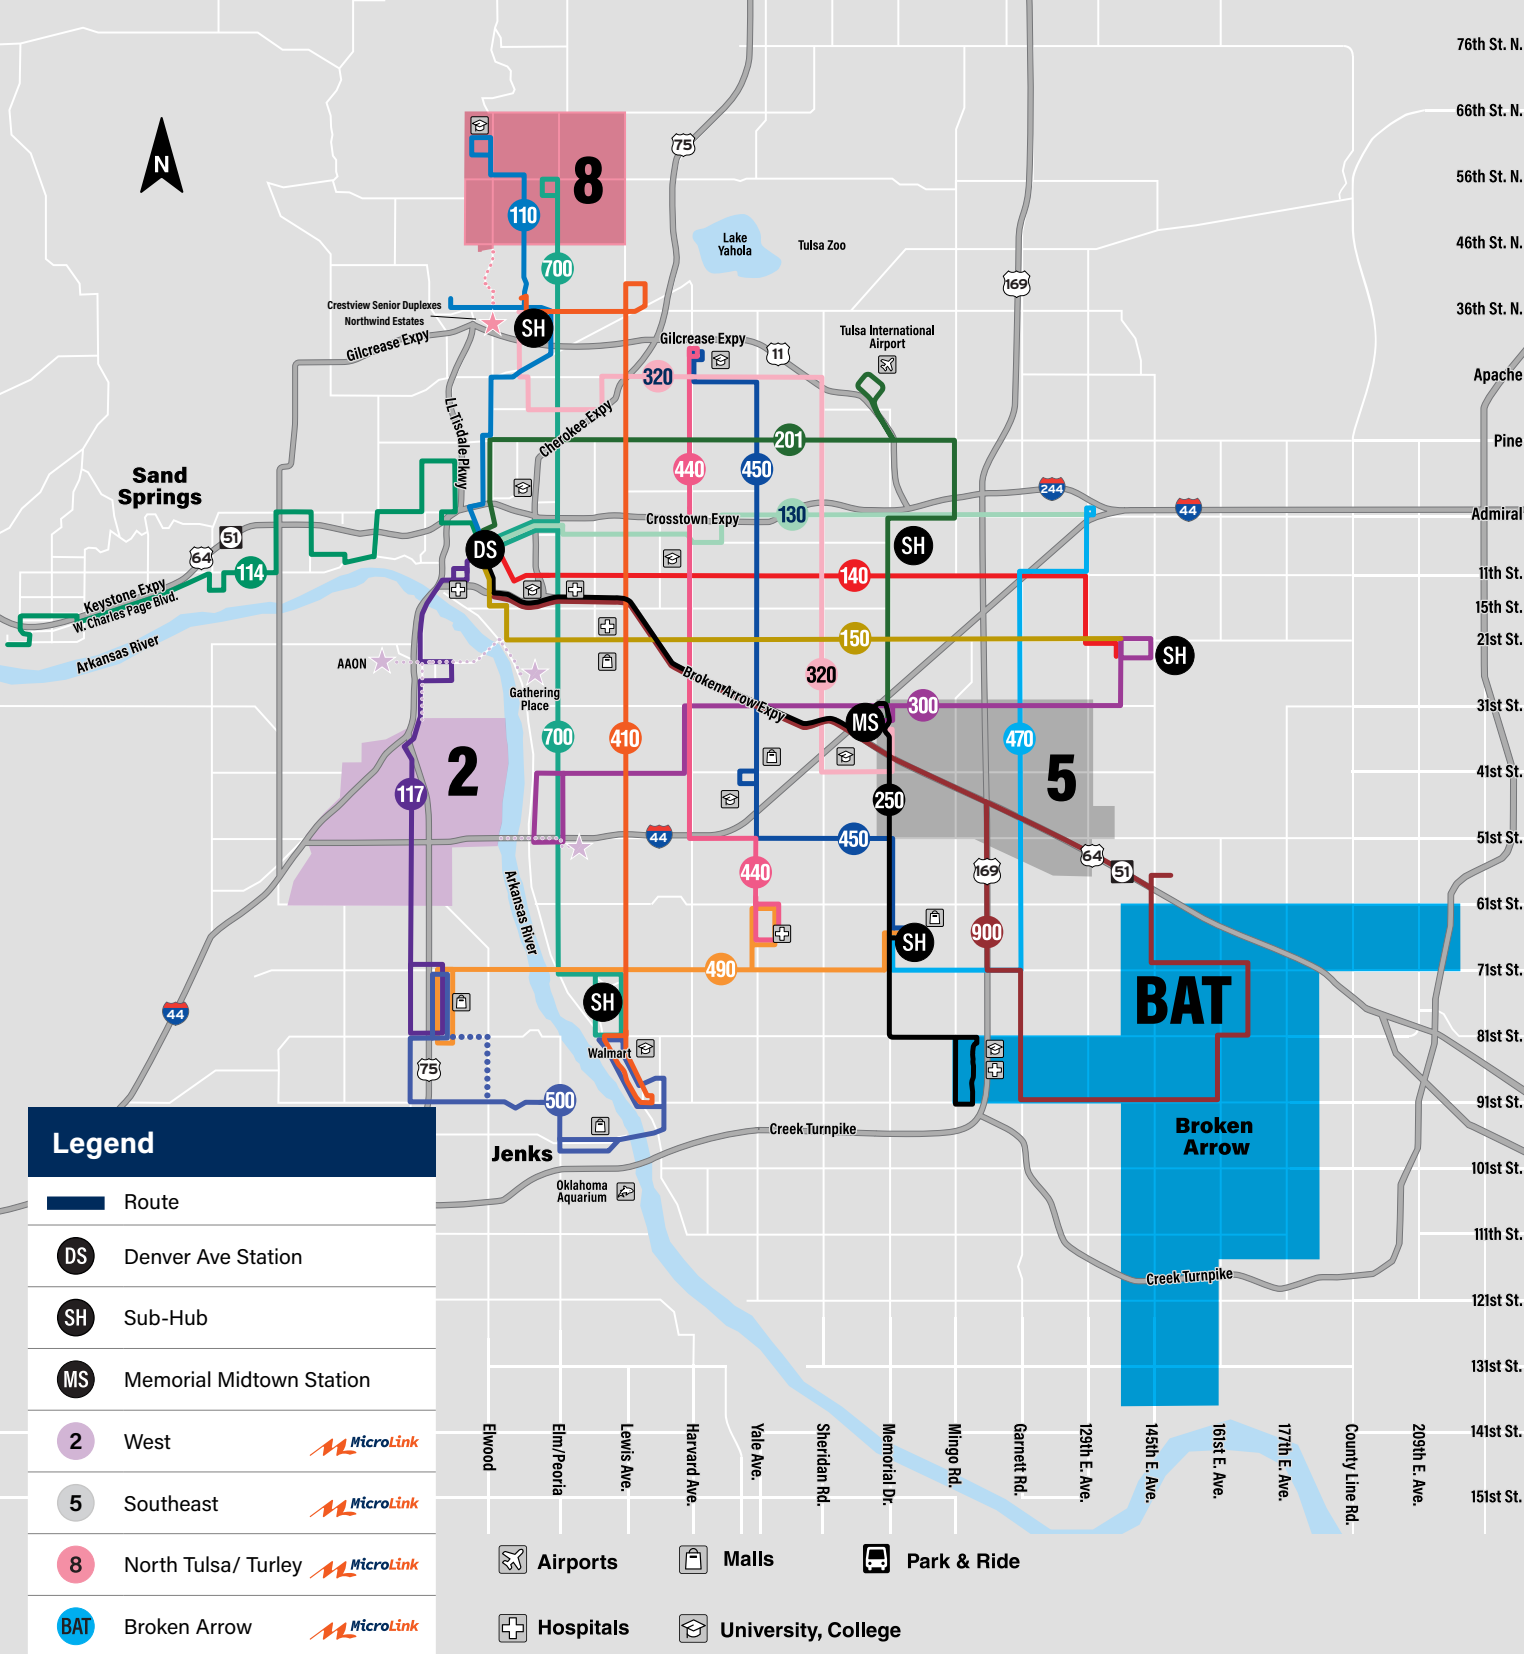 76th St. N.
66th St. N.
56th St. N.
46th St. N.
36th St. N.
Apache
Pine
Admiral
11th St.
15th St.
21st St.
31st St.
41st St.
51st St.
61st St.
71st St.
81st St.
91st St.
101st St.
111th St.
121st St.
131st St.
141st St.
151st St.
N
8
110
700
75
Lake
Yahola
Tulsa Zoo
169
Crestview Senior Duplexes
Northwind Estates
SH
Gilcrease Expy
Gilcrease Expy
11
Tulsa International
Airport
320
LL Tisdale Pkwy
Cherokee Expy
201
440
450
Sand
Springs
51
64
114
Keystone Expy
W. Charles Page Blvd.
Arkansas River
Crosstown Expy
130
244
44
DS
SH
140
150
SH
AAON
Gathering
Place
Broken Arrow Expy
320
MS
300
2
117
700
410
470
5
250
44
450
440
64
51
169
900
SH
490
SH
Arkansas River
44
BAT
Walmart
75
500
Jenks
Creek Turnpike
Broken
Arrow
Oklahoma
Aquarium
Creek Turnpike
Elwood
Elm/Peoria
Lewis Ave.
Harvard Ave.
Yale Ave.
Sheridan Rd.
Memorial Dr.
Mingo Rd.
Garnett Rd.
129th E. Ave.
145th E. Ave.
161st E. Ave.
177th E. Ave.
County Line Rd.
209th E. Ave.
Legend
Route
DS Denver Ave Station
SH Sub-Hub
MS Memorial Midtown Station
2 West MicroLink
5 Southeast MicroLink
8 North Tulsa/ Turley MicroLink
BAT Broken Arrow MicroLink
Airports
Malls
Park & Ride
Hospitals
University, College